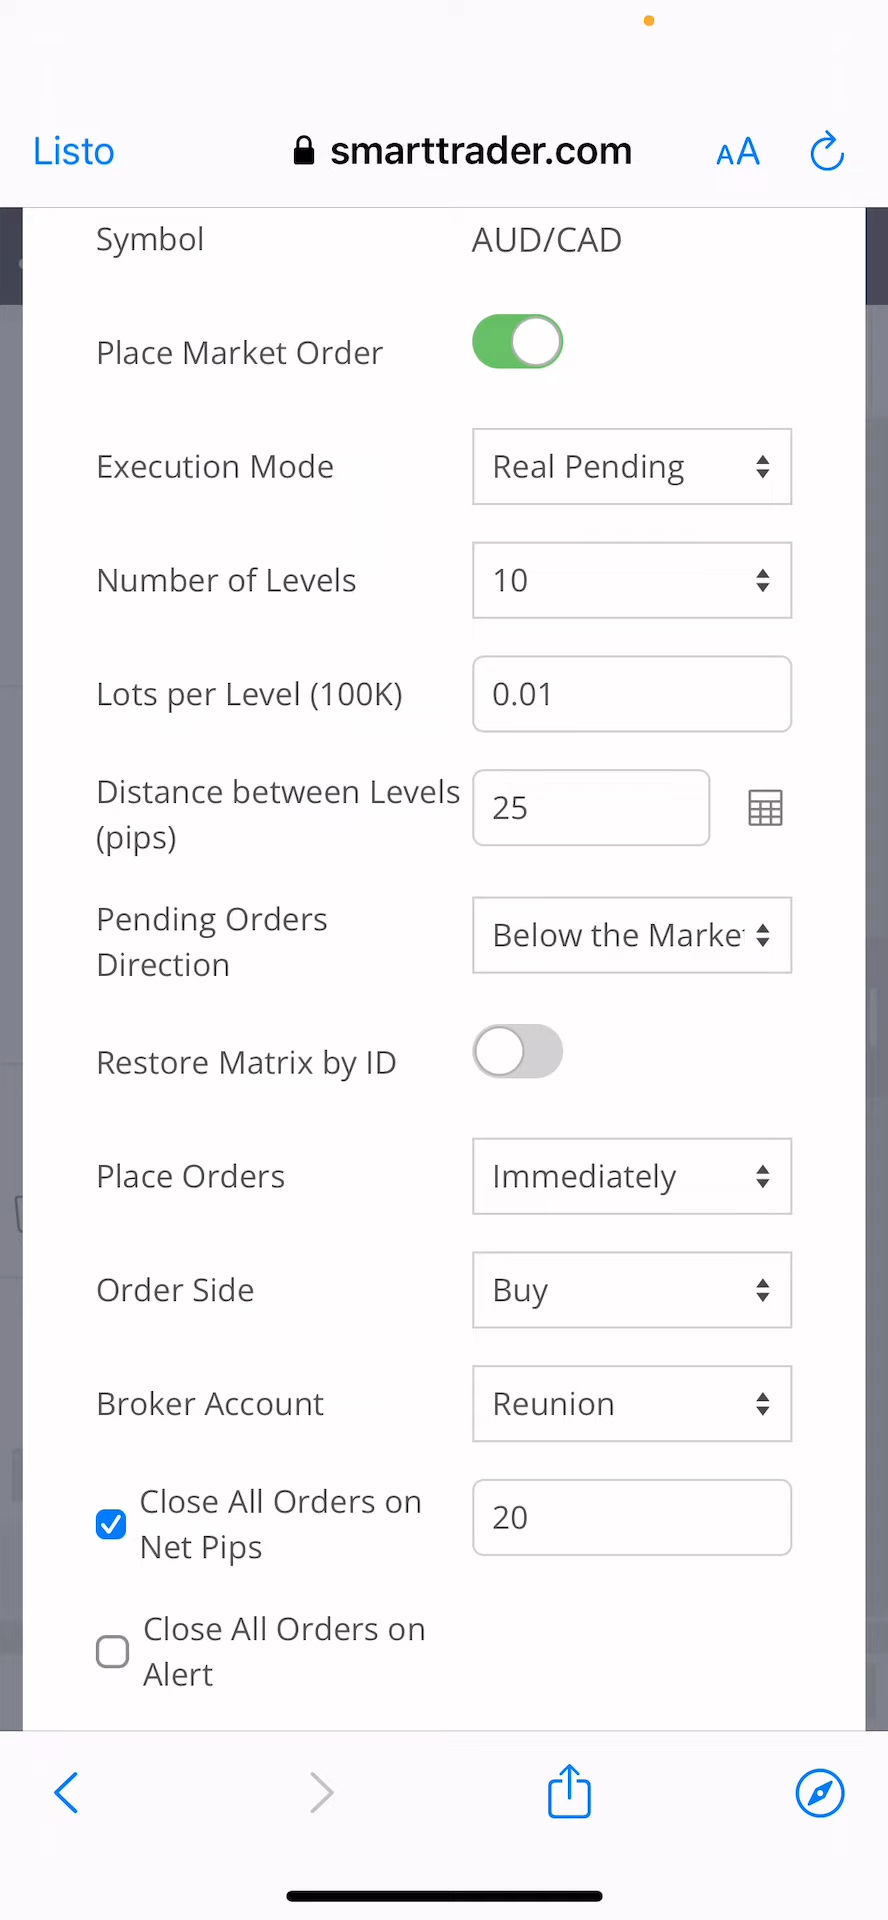 Listo
smarttrader.com
AA
Symbol
AUD/CAD
Place Market Order
Execution Mode
Real Pending
Number of Levels
10
Lots per Level (100K)
0.01
Distance between Levels
(pips)
25
Pending Orders
Direction
Below the Marke
Restore Matrix by ID
Place Orders
Immediately
Order Side
Buy
Broker Account
Reunion
Close All Orders on
Net Pips
20
Close All Orders on
Alert